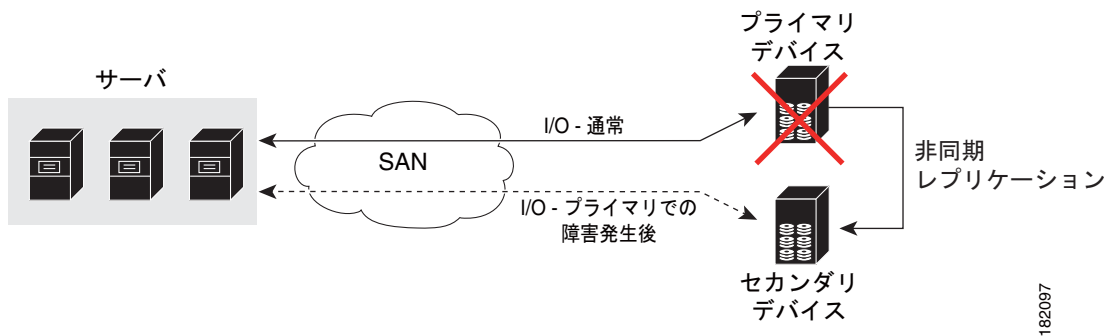 プライマリ
デバイス
サーバ
I/O - 通常
SAN
非同期
レプリケーション
I/O - プライマリでの
障害発生後
セカンダリ
デバイス
182097